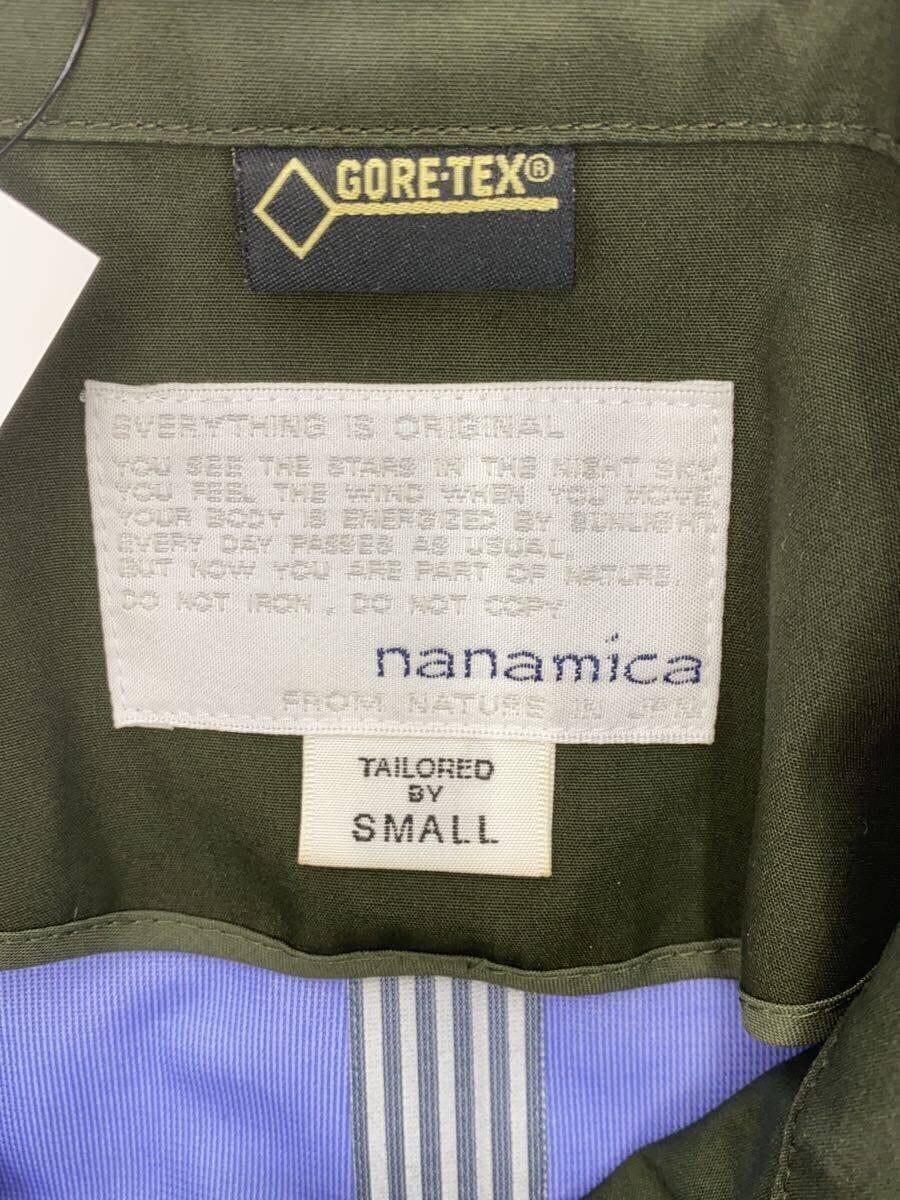 GORE-TEX®
EVERYTHING IS ORIGINAL
YOU SEE THE STARS IN THE NIGHT SKY
YOU FEEL THE WIND WHEN YOU MOVE
YOUR BODY IS ENERGIZED BY SUNLIGHT.
EVERY DAY PASSES AS USUAL,
BUT NOW YOU ARE PART OF NATURE.
DO NOT IRON, DO NOT COPY
nanamica
FROM NATURE IN
TAILORED
BY
SMALL